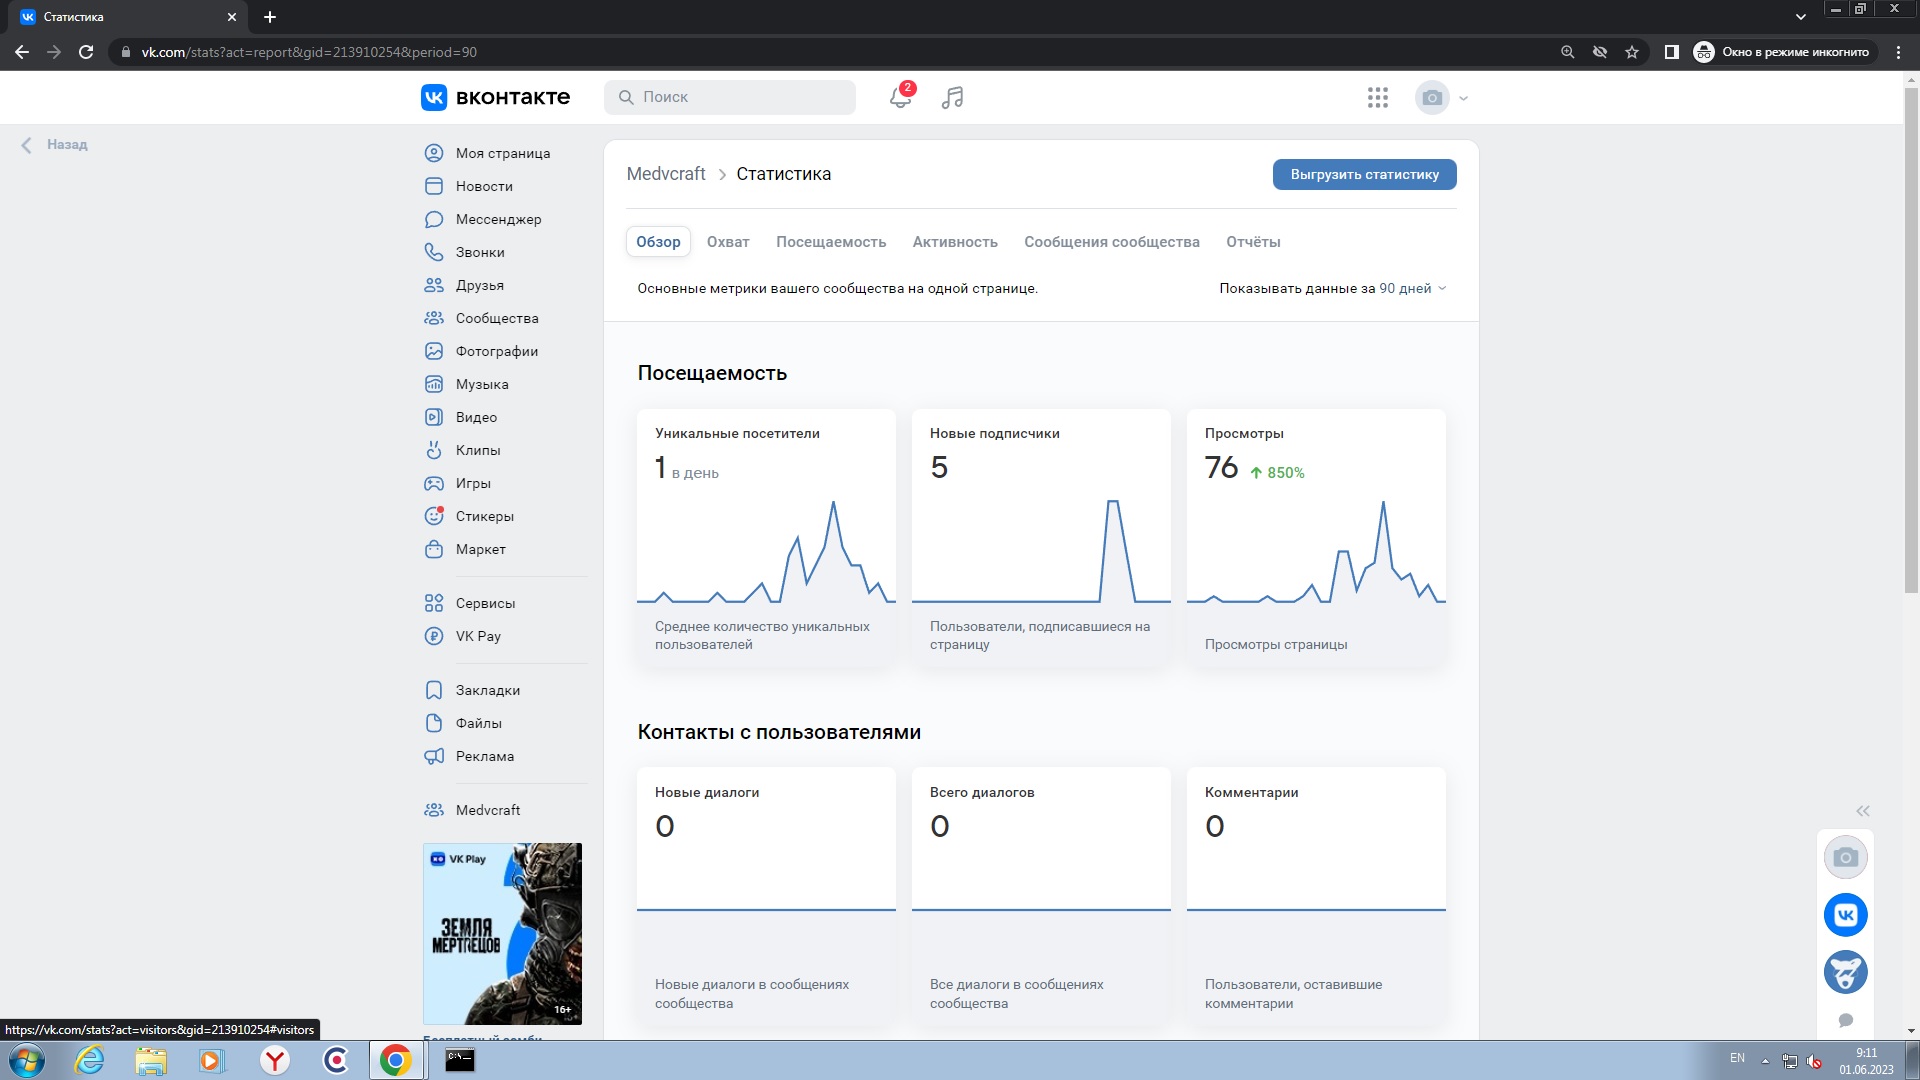 Статистика
vk.com/stats?act=report&gid=213910254&period=90
Окно в режиме инкогнито
вконтакте
Поиск
2
Назад
Моя страница
Новости
Мессенджер
Звонки
Друзья
Сообщества
Фотографии
Музыка
Видео
Клипы
Игры
Стикеры
Маркет
Сервисы
VK Pay
Закладки
Файлы
Реклама
Medvcraft
VK Play
ЗЕМЛЯ
МЕРТВЕЦОВ
16+
Medvcraft
Статистика
Выгрузить статистику
Обзор Охват Посещаемость Активность Сообщения сообщества Отчёты
Основные метрики вашего сообщества на одной странице.
Показывать данные за 90 дней
Посещаемость
Уникальные посетители
1 в день
Среднее количество уникальных
пользователей
Новые подписчики
5
Пользователи, подписавшиеся на
страницу
Просмотры
76 850%
Просмотры страницы
Контакты с пользователями
Новые диалоги
0
Новые диалоги в сообщениях
сообщества
Всего диалогов
0
Все диалоги в сообщениях
сообщества
Комментарии
0
Пользователи, оставившие
комментарии
https://vk.com/stats?act=visitors&gid=213910254#visitors
C:\_
EN
9:11
01.06.2023